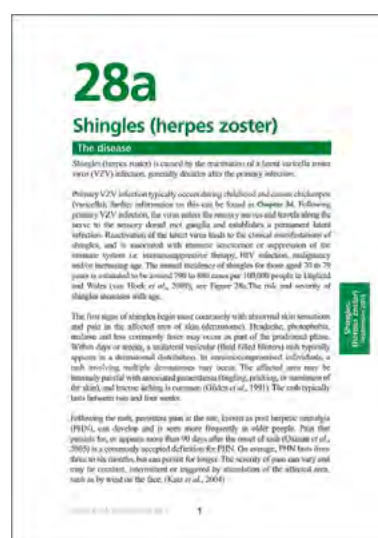 28a
Shingles (herpes zoster)
The disease
Shingles (herpes zoster) is caused by the reactivation of a latent varicella zoster
virus (VZV) infection, generally decades after the primary infection.
Primary VZV infection typically occurs during childhood and causes chickenpox
(varicella); further information on this can be found in Chapter 34. Following
primary VZV infection, the virus enters the sensory nerves and travels along the
nerve to the sensory dorsal root ganglia and establishes a permanent latent
infection. Reactivation of the latent virus leads to the clinical manifestations of
shingles, and is associated with immune senescence or suppression of the
immune system i.e. immunosuppressive therapy, HIV infection, malignancy
and/or increasing age. The annual incidence of shingles for those aged 70 to 79
years is estimated to be around 790 to 880 cases per 100,000 people in England
and Wales (van Hoek et al., 2009), see Figure 28a. The risk and severity of
shingles increases with age.
The first signs of shingles begin most commonly with abnormal skin sensations
and pain in the affected area of skin (dermatome). Headache, photophobia,
malaise and less commonly fever may occur as part of the prodromal phase.
Within days or weeks, a unilateral vesicular (fluid filled blisters) rash typically
appears in a dermatomal distribution. In immunocompromised individuals, a
rash involving multiple dermatomes may occur. The affected area may be
intensely painful with associated paraesthesia (tingling, pricking, or numbness of
the skin), and intense itching is common (Gilden et al., 1991). The rash typically
lasts between two and four weeks.
Following the rash, persistent pain at the site, known as post herpetic neuralgia
(PHN), can develop and is seen more frequently in older people. Pain that
persists for, or appears more than 90 days after the onset of rash (Oxman et al.,
2005) is a commonly accepted definition for PHN. On average, PHN lasts from
three to six months, but can persist for longer. The severity of pain can vary and
may be constant, intermittent or triggered by stimulation of the affected area,
such as by wind on the face. (Katz et al., 2004)
Shingles
(herpes zoster)
1